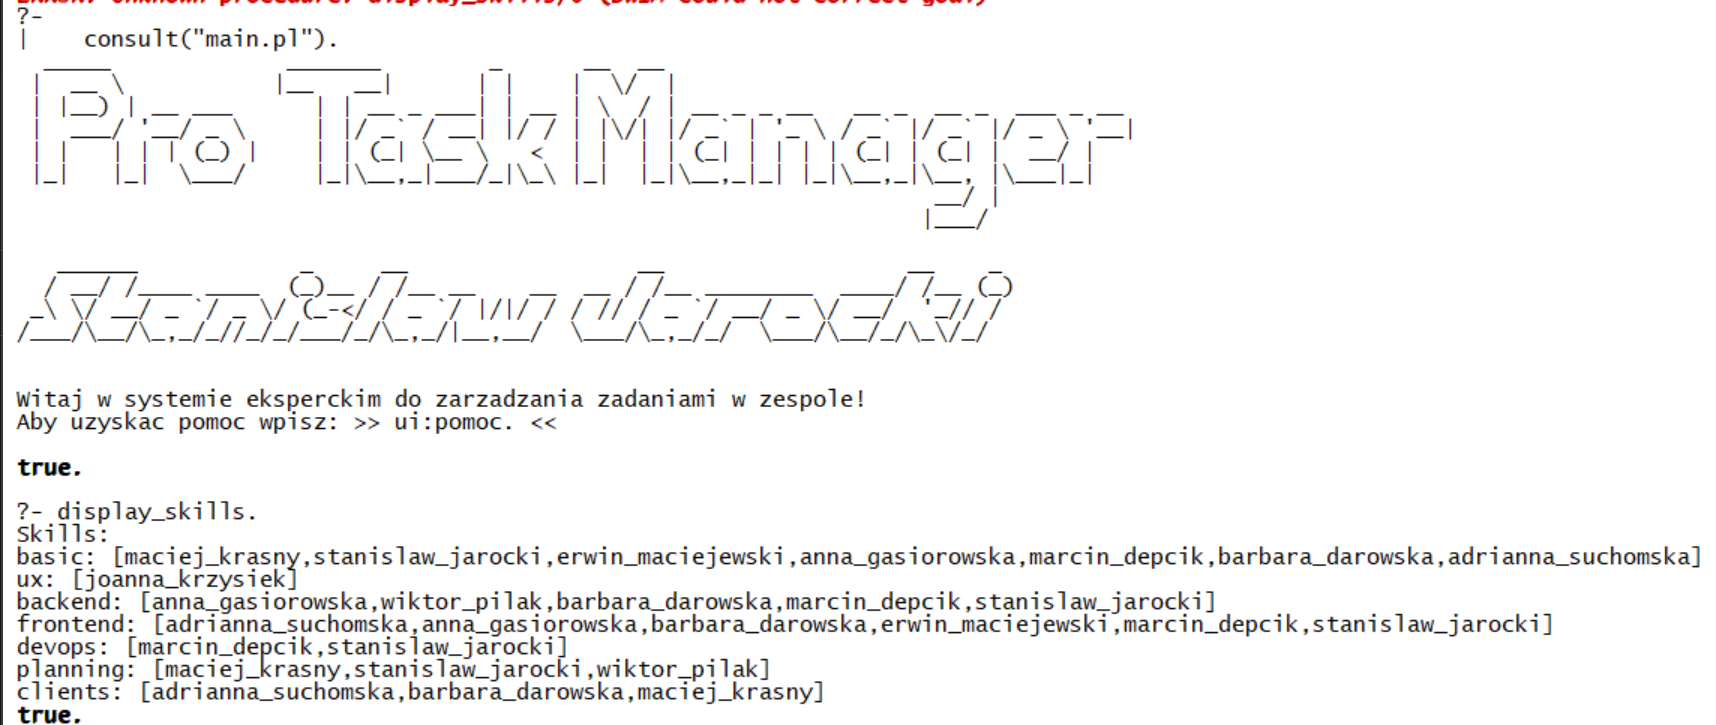 ?-
|    consult("main.pl").
Pro Task Manager
Stanislaw Jarocki
Witaj w systemie eksperckim do zarzadzania zadaniami w zespole!
Aby uzyskac pomoc wpisz: >> ui:pomoc. <<
true.
?- display_skills.
Skills:
basic: [maciej_krasny,stanislaw_jarocki,erwin_maciejewski,anna_gasiorowska,marcin_depcik,barbara_darowska,adrianna_suchomska]
ux: [joanna_krzysiek]
backend: [anna_gasiorowska,wiktor_pilak,barbara_darowska,marcin_depcik,stanislaw_jarocki]
frontend: [adrianna_suchomska,anna_gasiorowska,barbara_darowska,erwin_maciejewski,marcin_depcik,stanislaw_jarocki]
devops: [marcin_depcik,stanislaw_jarocki]
planning: [maciej_krasny,stanislaw_jarocki,wiktor_pilak]
clients: [adrianna_suchomska,barbara_darowska,maciej_krasny]
true.